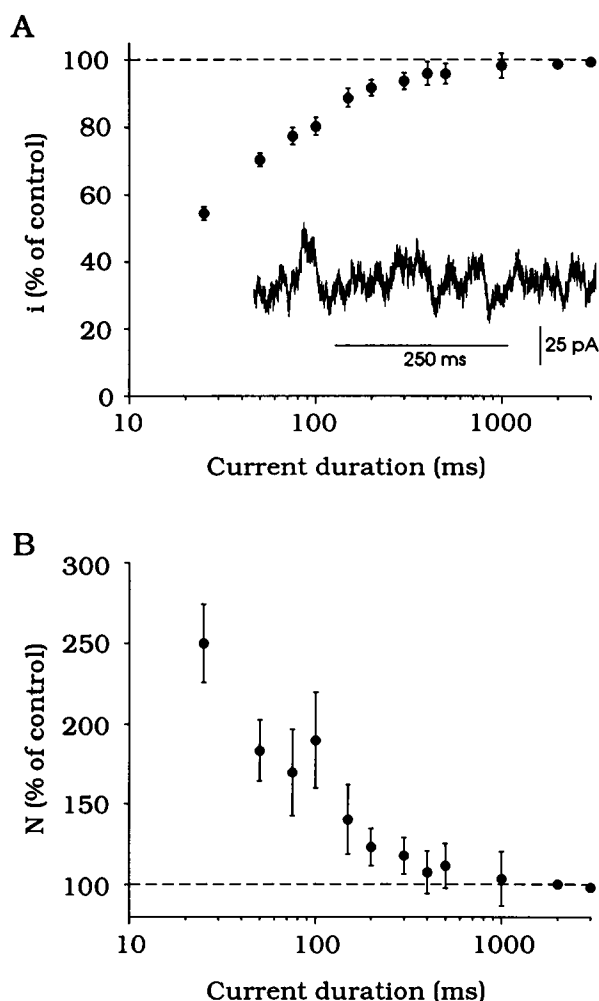 A
100
80
60
40
20
0
i (% of control)
250 ms
25 pA
10
100
1000
Current duration (ms)
B
300
250
200
150
100
N (% of control)
10
100
1000
Current duration (ms)